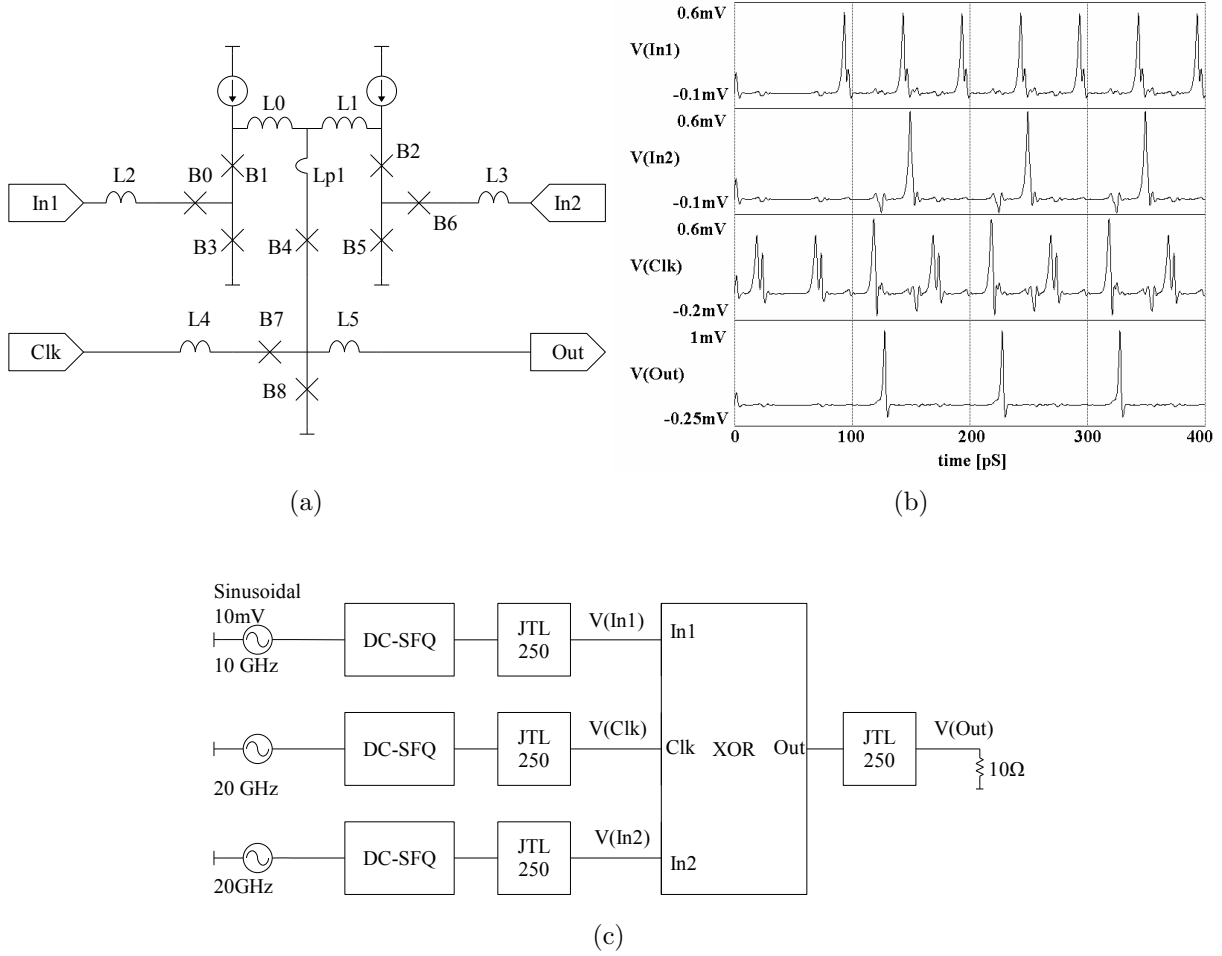 L0 L1
B2
L2 B0 B1 Lp1 L3
In1 In2
B6
B3 B4 B5
L4 B7 L5
Clk Out
B8
(a)
0.6mV
V(In1)
-0.1mV
0.6mV
V(In2)
-0.1mV
0.6mV
V(Clk)
-0.2mV
1mV
V(Out)
-0.25mV
0 100 200 300 400
time [pS]
(b)
Sinusoidal
10mV
10 GHz
DC-SFQ
JTL
250
V(In1)
In1
20 GHz
DC-SFQ
JTL
250
V(Clk)
Clk XOR Out
JTL
250
V(Out)
10Ω
20GHz
DC-SFQ
JTL
250
V(In2)
In2
(c)